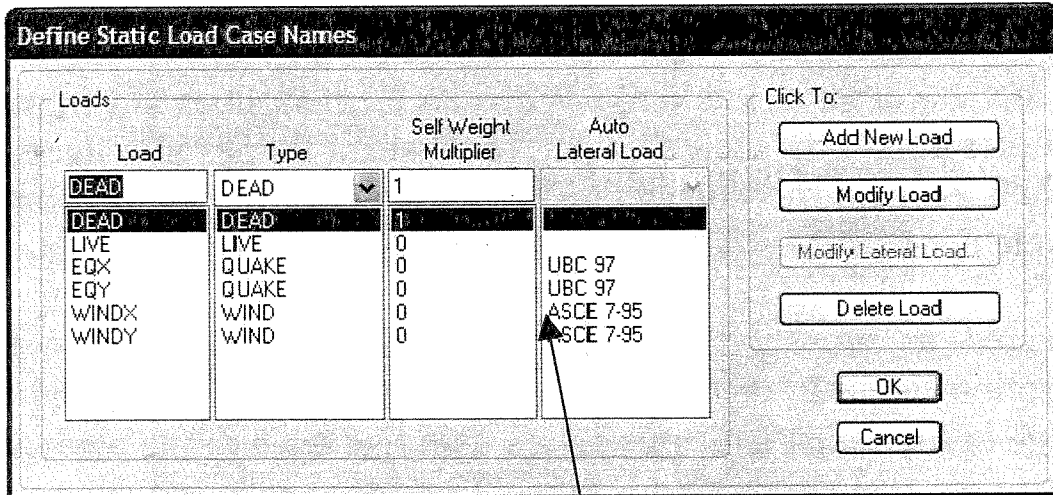 Define Static Load Case Names
Loads
Click To:
Load Type Self Weight Multiplier Auto Lateral Load
DEAD DEAD 1
DEAD DEAD 1
LIVE LIVE 0
EQX QUAKE 0 UBC 97
EQY QUAKE 0 UBC 97
WINDX WIND 0 ASCE 7-95
WINDY WIND 0 ASCE 7-95
Add New Load
Modify Load
Modify Lateral Load...
Delete Load
OK
Cancel